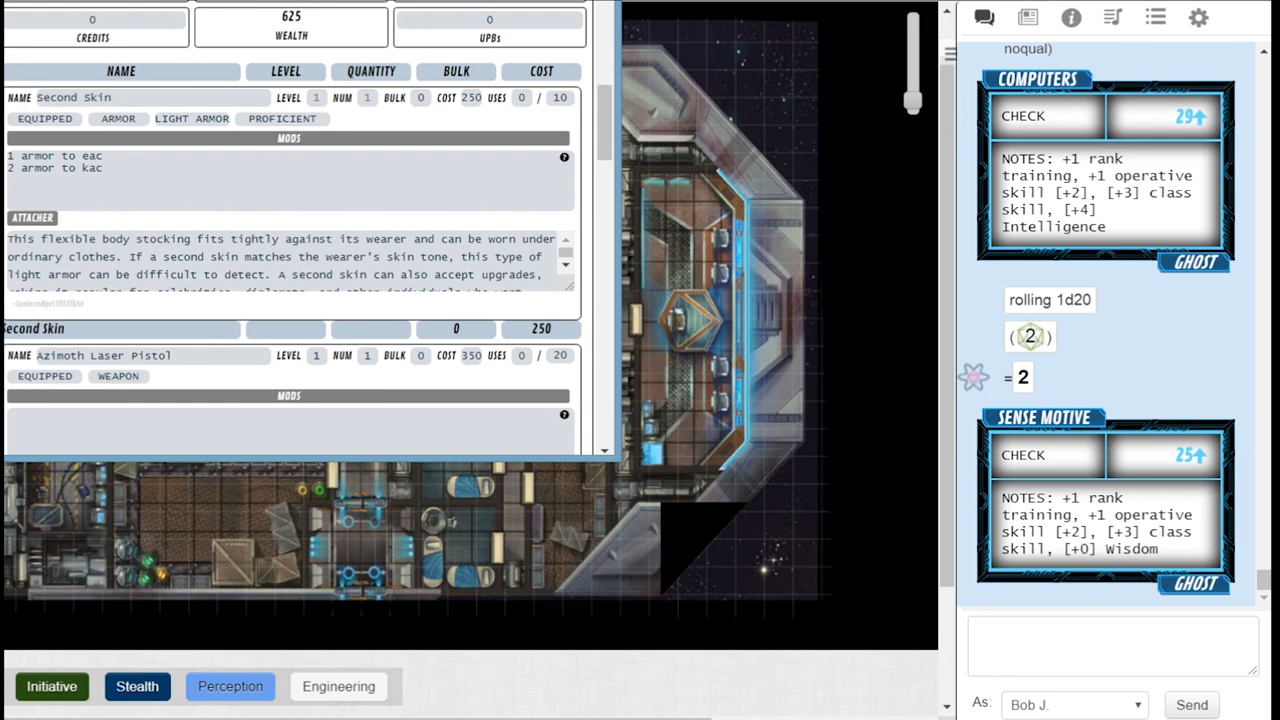 0
CREDITS
625
WEALTH
0
UPBs
NAME LEVEL QUANTITY BULK COST
NAME Second Skin LEVEL 1 NUM 1 BULK 0 COST 250 USES 0 / 10
EQUIPPED ARMOR LIGHT ARMOR PROFICIENT
MODS
1 armor to eac
2 armor to kac
ATTACHER
This flexible body stocking fits tightly against its wearer and can be worn under
ordinary clothes. If a second skin matches the wearer's skin tone, this type of
light armor can be difficult to detect. A second skin can also accept upgrades,
Second Skin 0 250
NAME Azimoth Laser Pistol LEVEL 1 NUM 1 BULK 0 COST 350 USES 0 / 20
EQUIPPED WEAPON
MODS
Initiative Stealth Perception Engineering
noqual)
COMPUTERS
CHECK 29
NOTES: +1 rank
training, +1 operative
skill [+2], [+3] class
skill, [+4]
Intelligence
GHOST
rolling 1d20
(2)
=2
SENSE MOTIVE
CHECK 25
NOTES: +1 rank
training, +1 operative
skill [+2], [+3] class
skill, [+0] Wisdom
GHOST
As: Bob J. Send